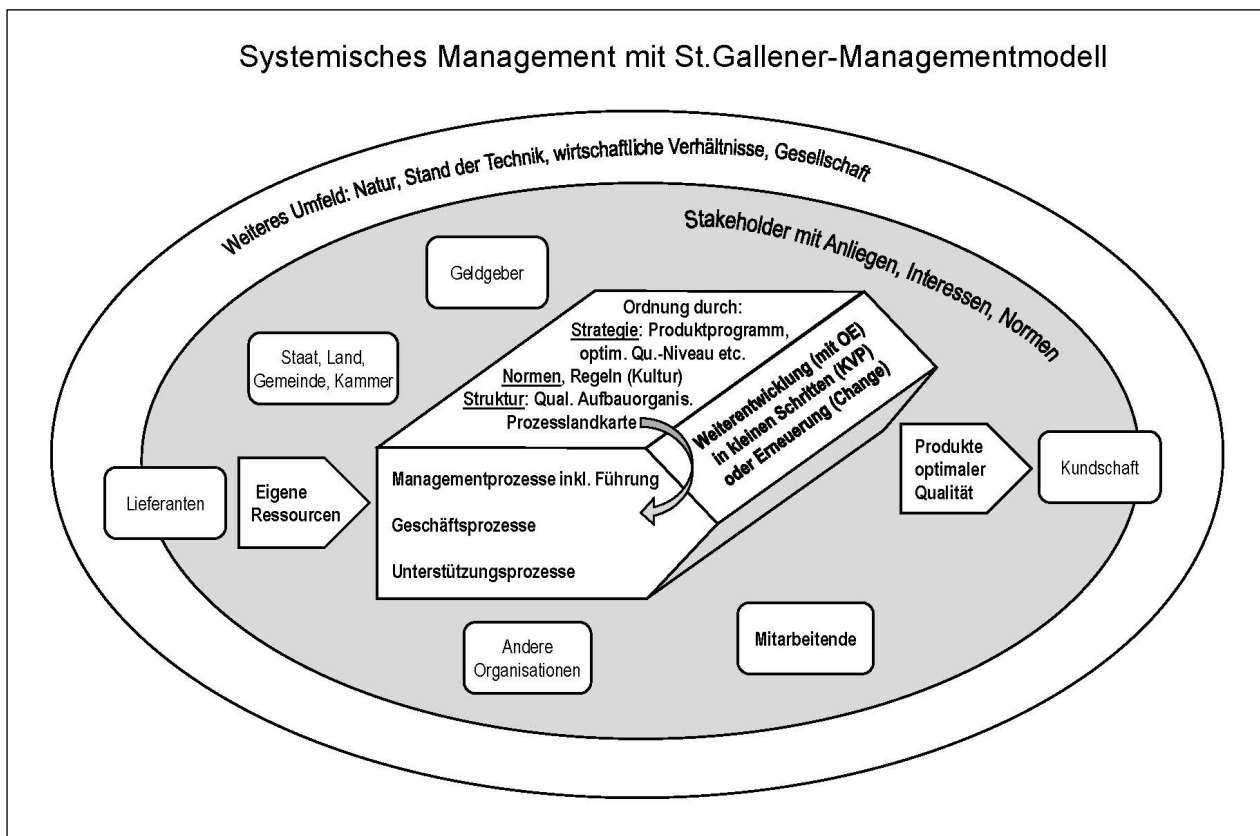 Systemisches Management mit St.Gallener-Managementmodell
Weiteres Umfeld: Natur, Stand der Technik, wirtschaftliche Verhältnisse, Gesellschaft
Stakeholder mit Anliegen, Interessen, Normen
Geldgeber
Staat, Land,
Gemeinde, Kammer
Lieferanten
Eigene
Ressourcen
Ordnung durch:
Strategie: Produktprogramm,
optim. Qu.-Niveau etc.
Normen, Regeln (Kultur)
Struktur: Qual. Aufbauorganis.
Prozesslandkarte
Weiterentwicklung (mit OE)
in kleinen Schritten (KVP)
oder Erneuerung (Change)
Managementprozesse inkl. Führung
Geschäftsprozesse
Unterstützungsprozesse
Produkte
optimaler
Qualität
Kundschaft
Andere
Organisationen
Mitarbeitende